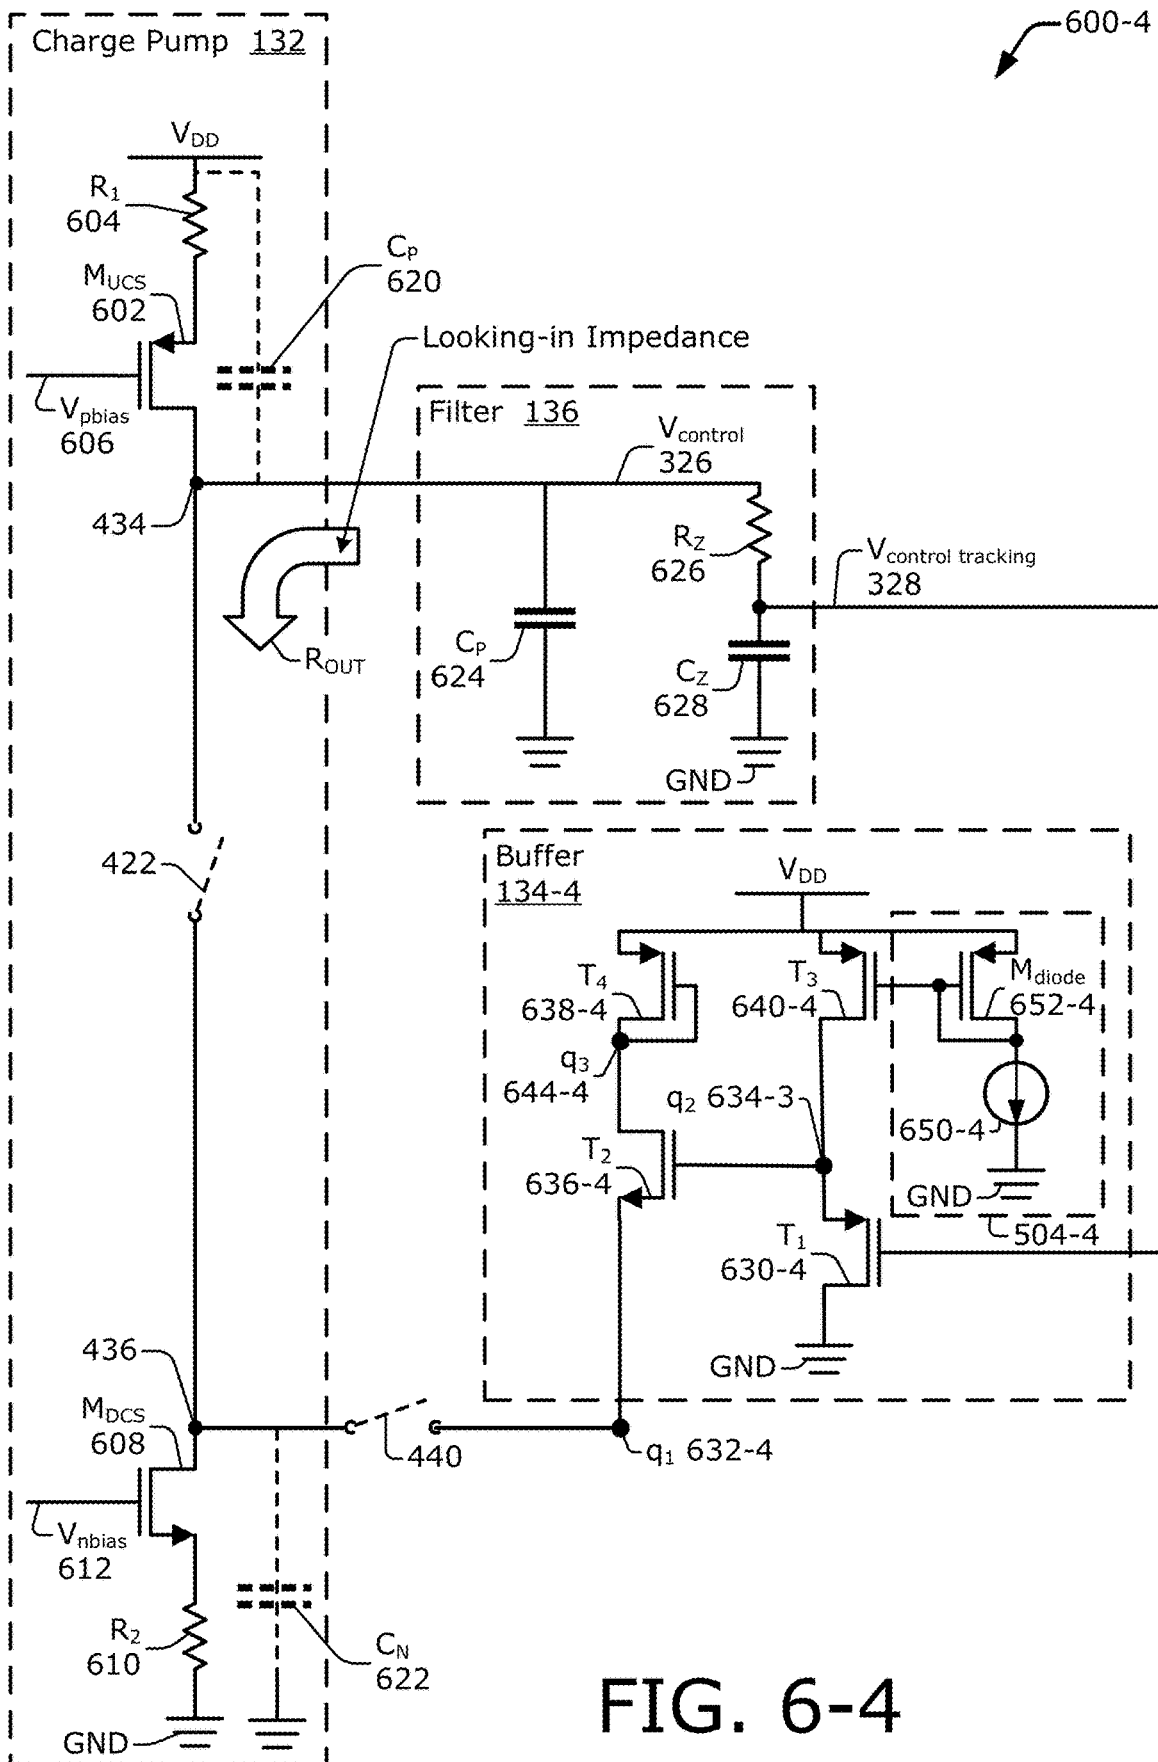 600-4
Charge Pump 132
VDD
R1
604
CP
620
MUCS
602
Looking-in Impedance
Vpbias
606
Filter 136
Vcontrol
326
434
RZ
626
Vcontrol tracking
328
ROUT
CP
624
CZ
628
GND
422
Buffer
134-4
VDD
T4
638-4
T3
640-4
Mdiode
652-4
q3
644-4
q2 634-3
650-4
T2
636-4
GND
504-4
T1
630-4
GND
436
MDCS
608
440
q1 632-4
Vnbias
612
R2
610
CN
622
GND
FIG. 6-4